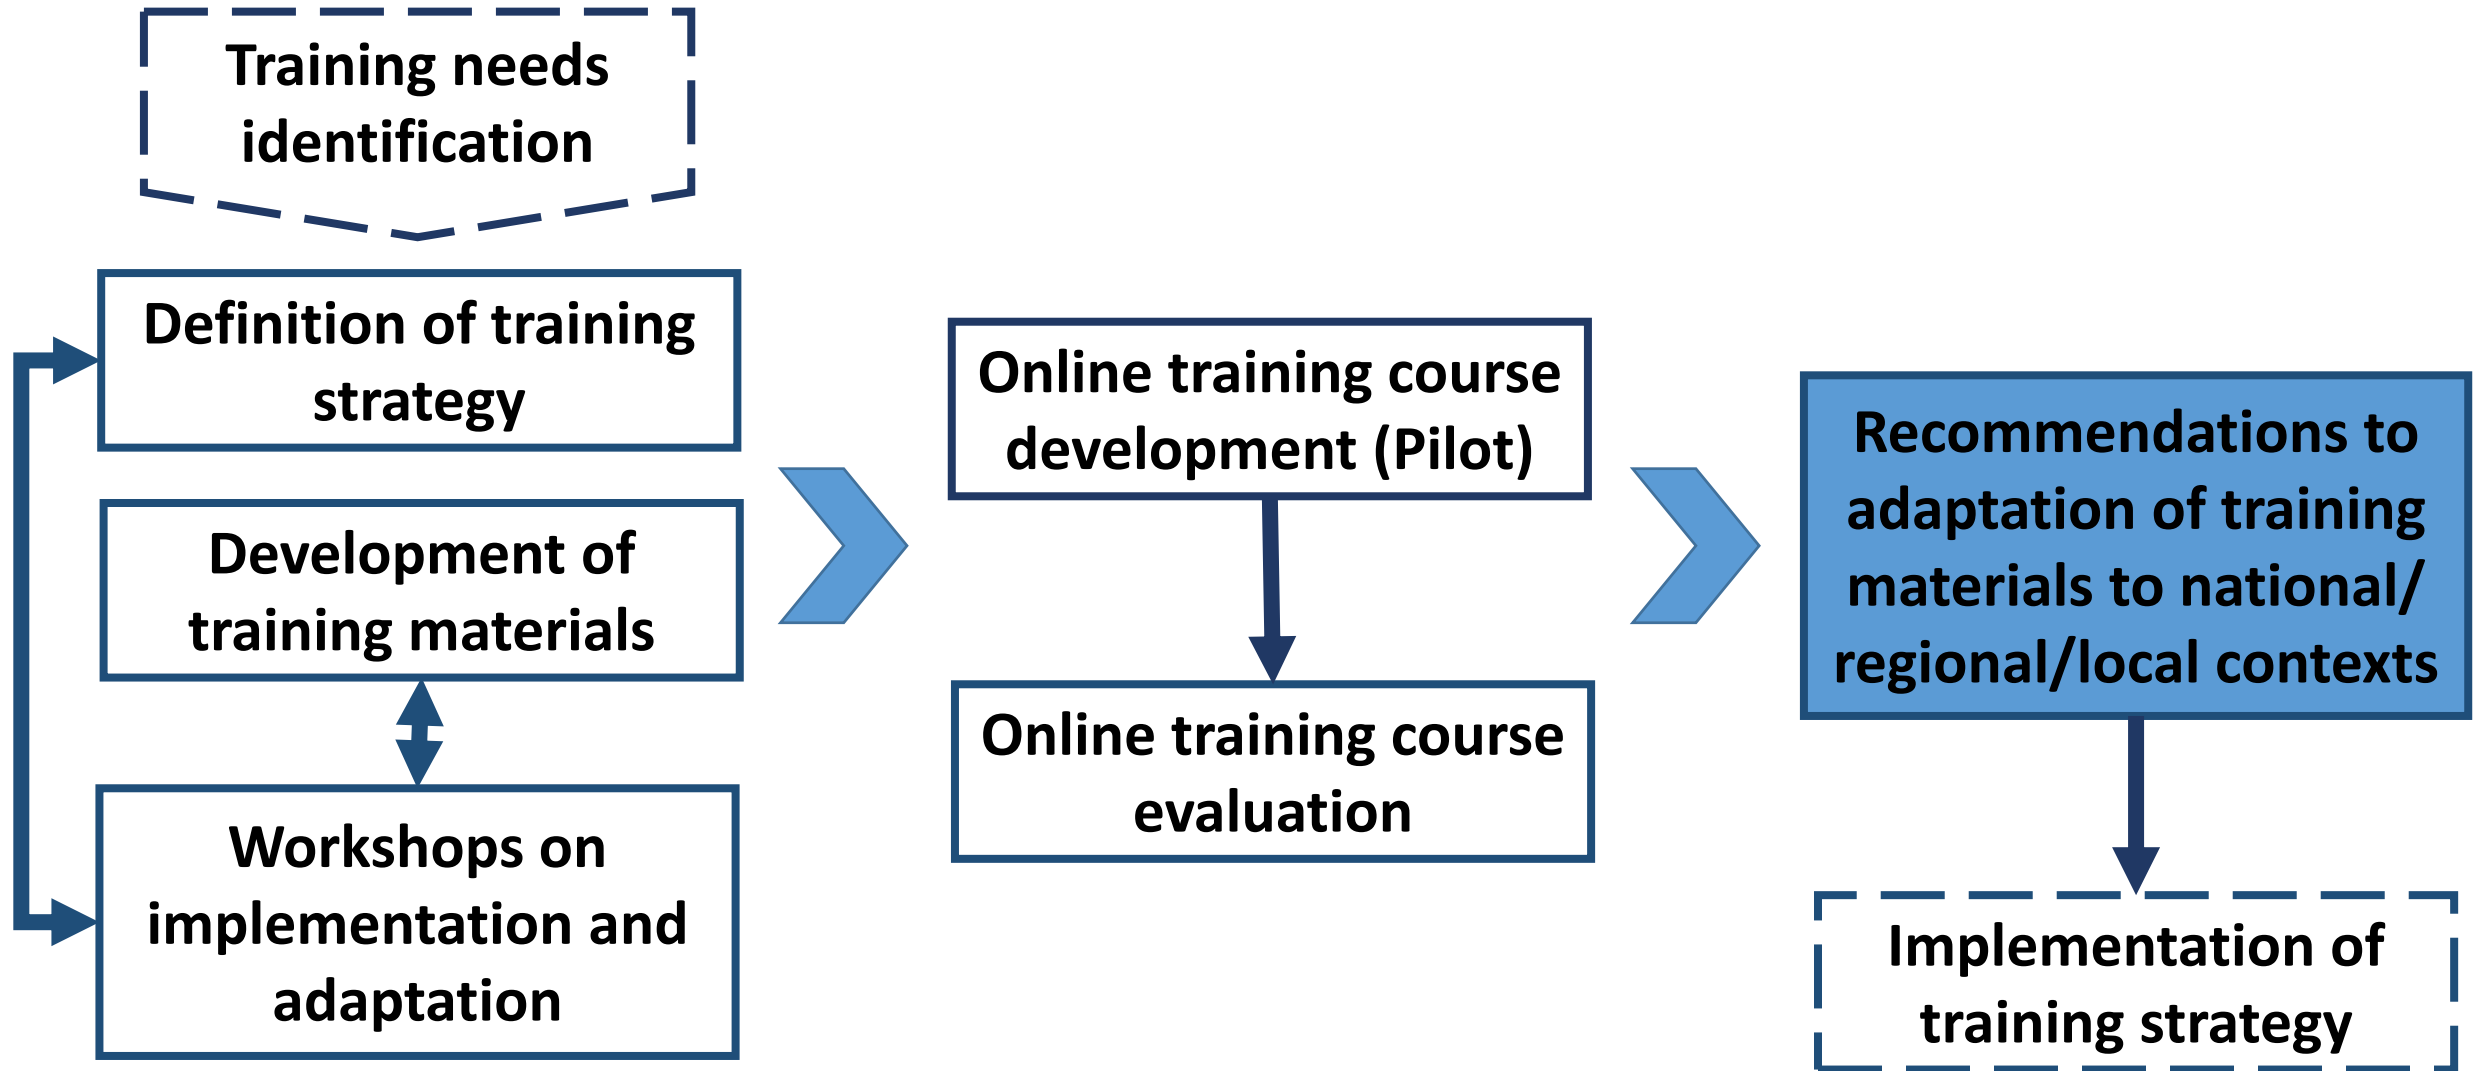 Training needs
identification
Definition of training
strategy
Development of
training materials
Workshops on
implementation and
adaptation
Online training course
development (Pilot)
Online training course
evaluation
Recommendations to
adaptation of training
materials to national/
regional/local contexts
Implementation of
training strategy